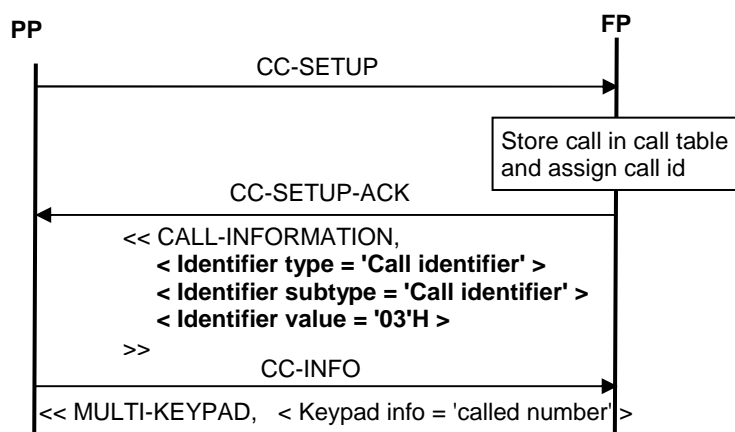 PP
FP
CC-SETUP
Store call in call table
and assign call id
CC-SETUP-ACK
<< CALL-INFORMATION,
< Identifier type = 'Call identifier' >
< Identifier subtype = 'Call identifier' >
< Identifier value = '03'H >
>>
CC-INFO
<< MULTI-KEYPAD, < Keypad info = 'called number' >